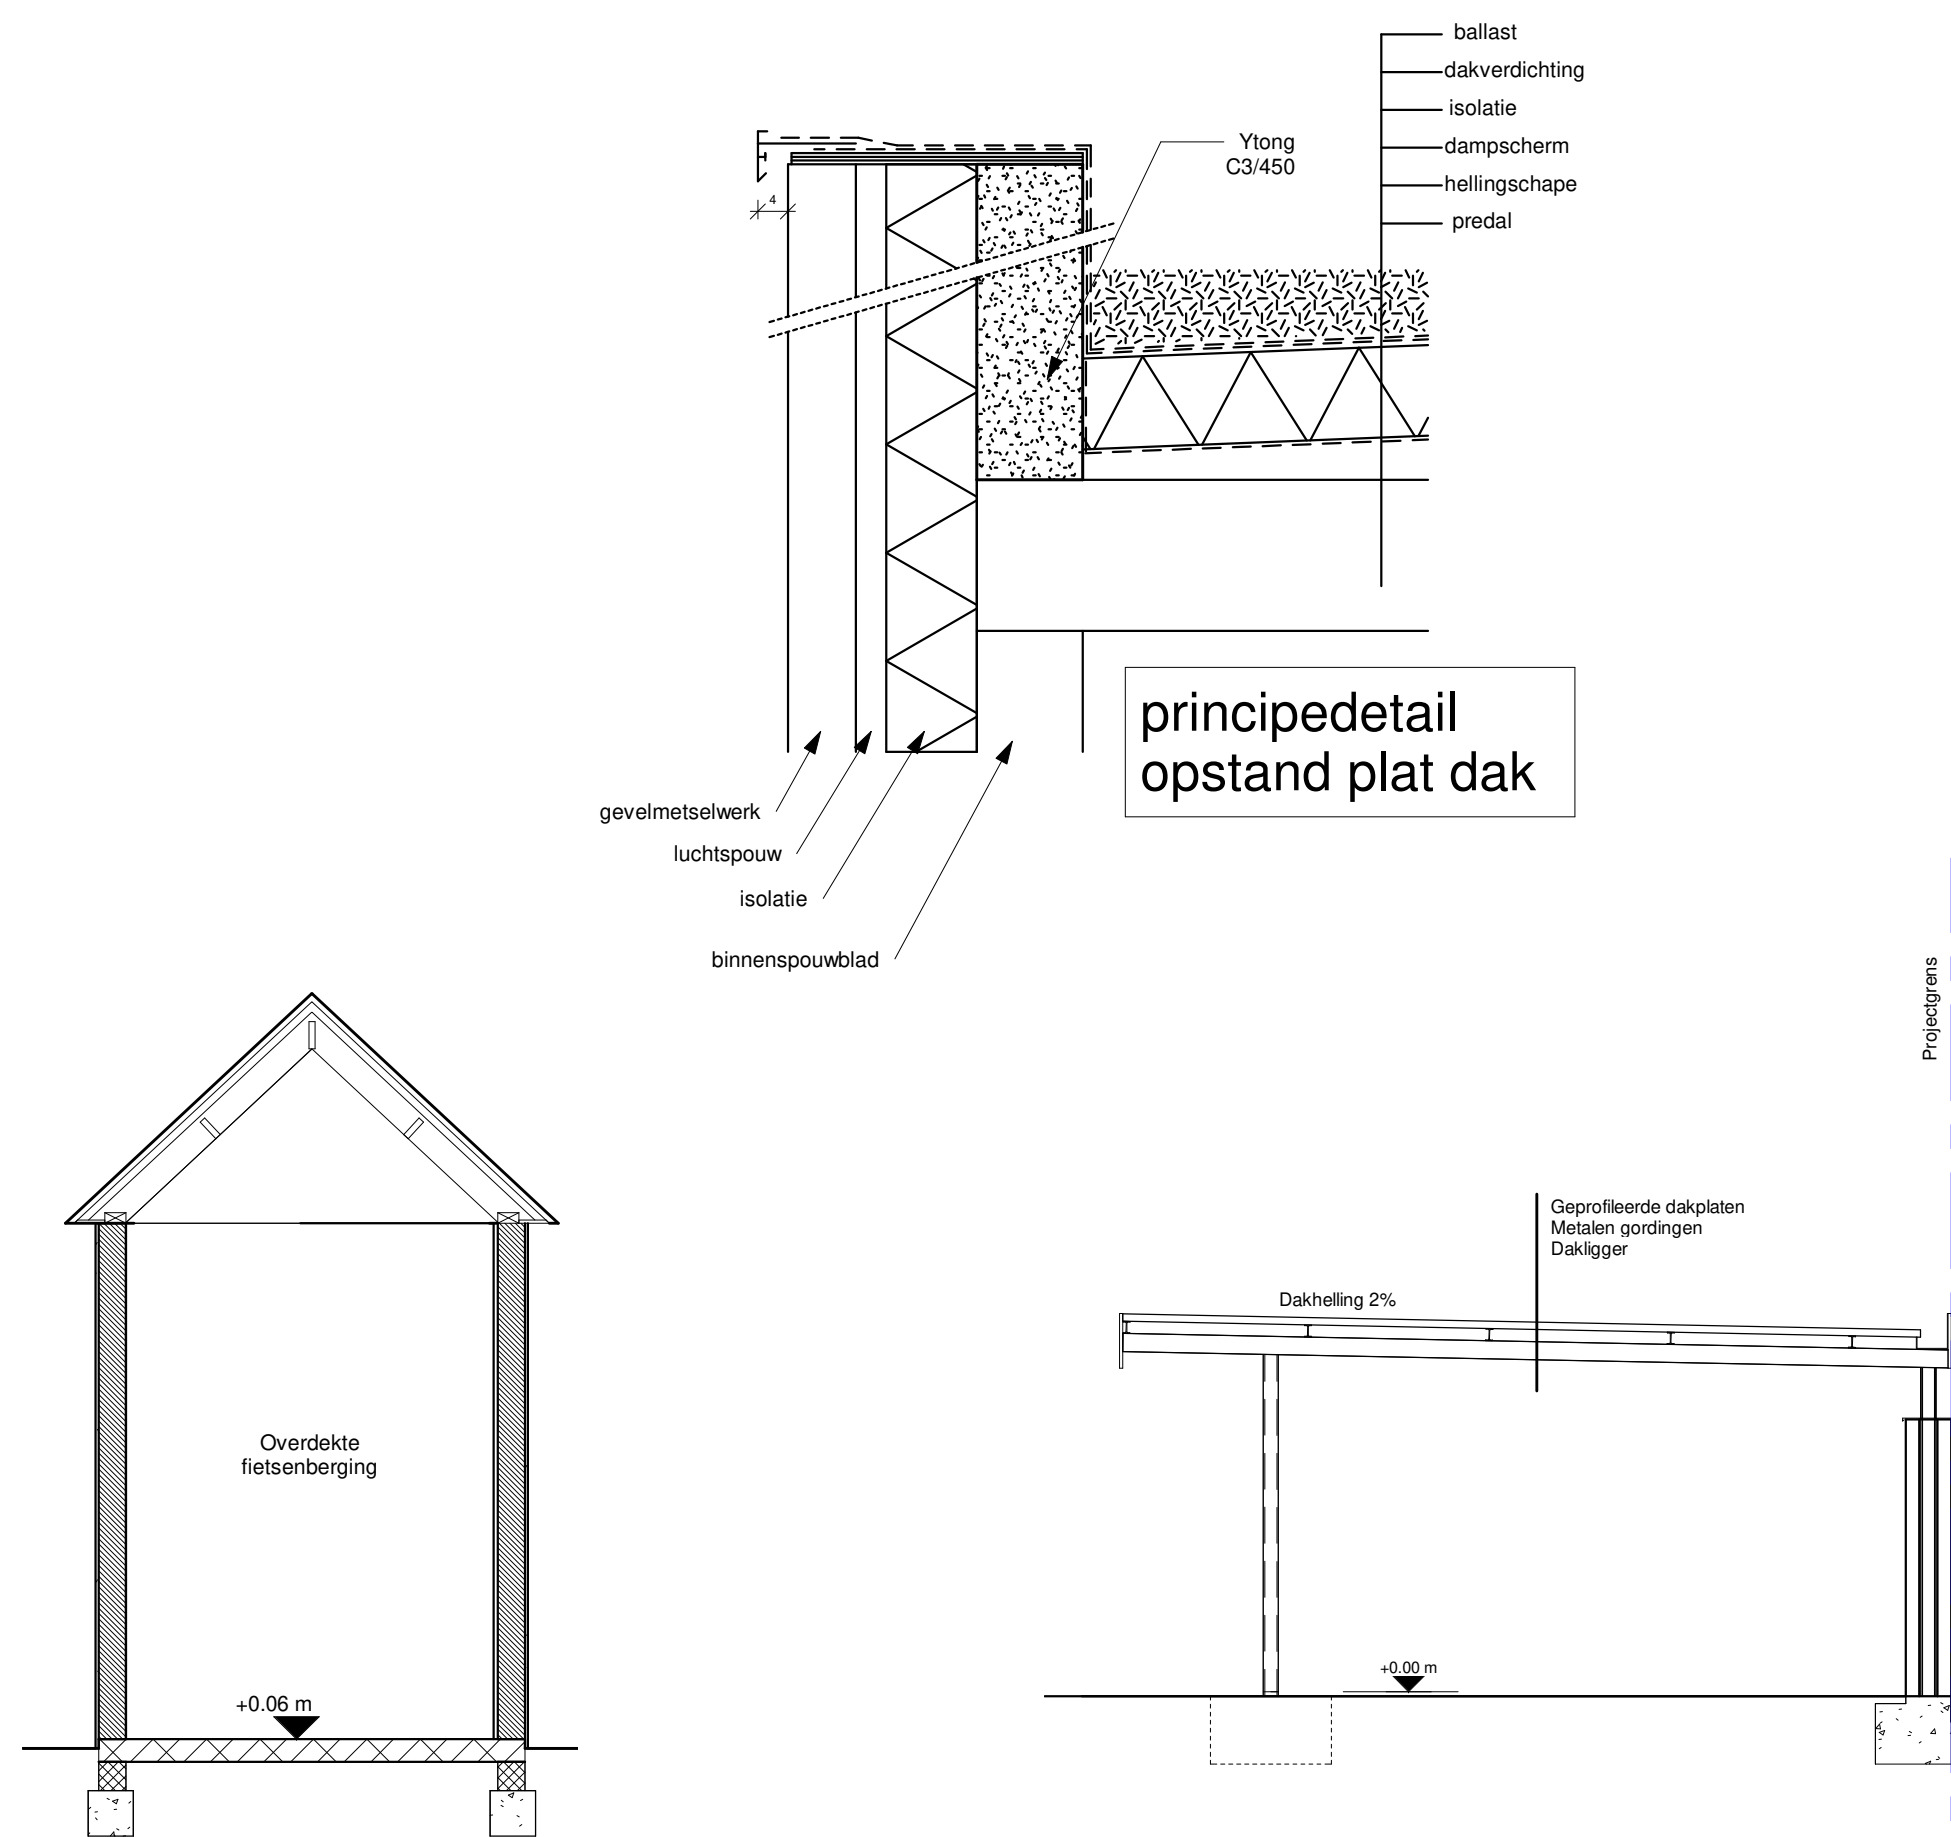 ballast
dakverdichting
isolatie
dampscherm
hellingschape
predal
Ytong
C3/450
4
principedetail
opstand plat dak
gevelmetselwerk
luchtspouw
isolatie
binnenspouwblad
Projectgrens
Geprofileerde dakplaten
Metalen gordingen
Dakligger
Dakhelling 2%
Overdekte
fietsenberging
+0.00 m
+0.06 m